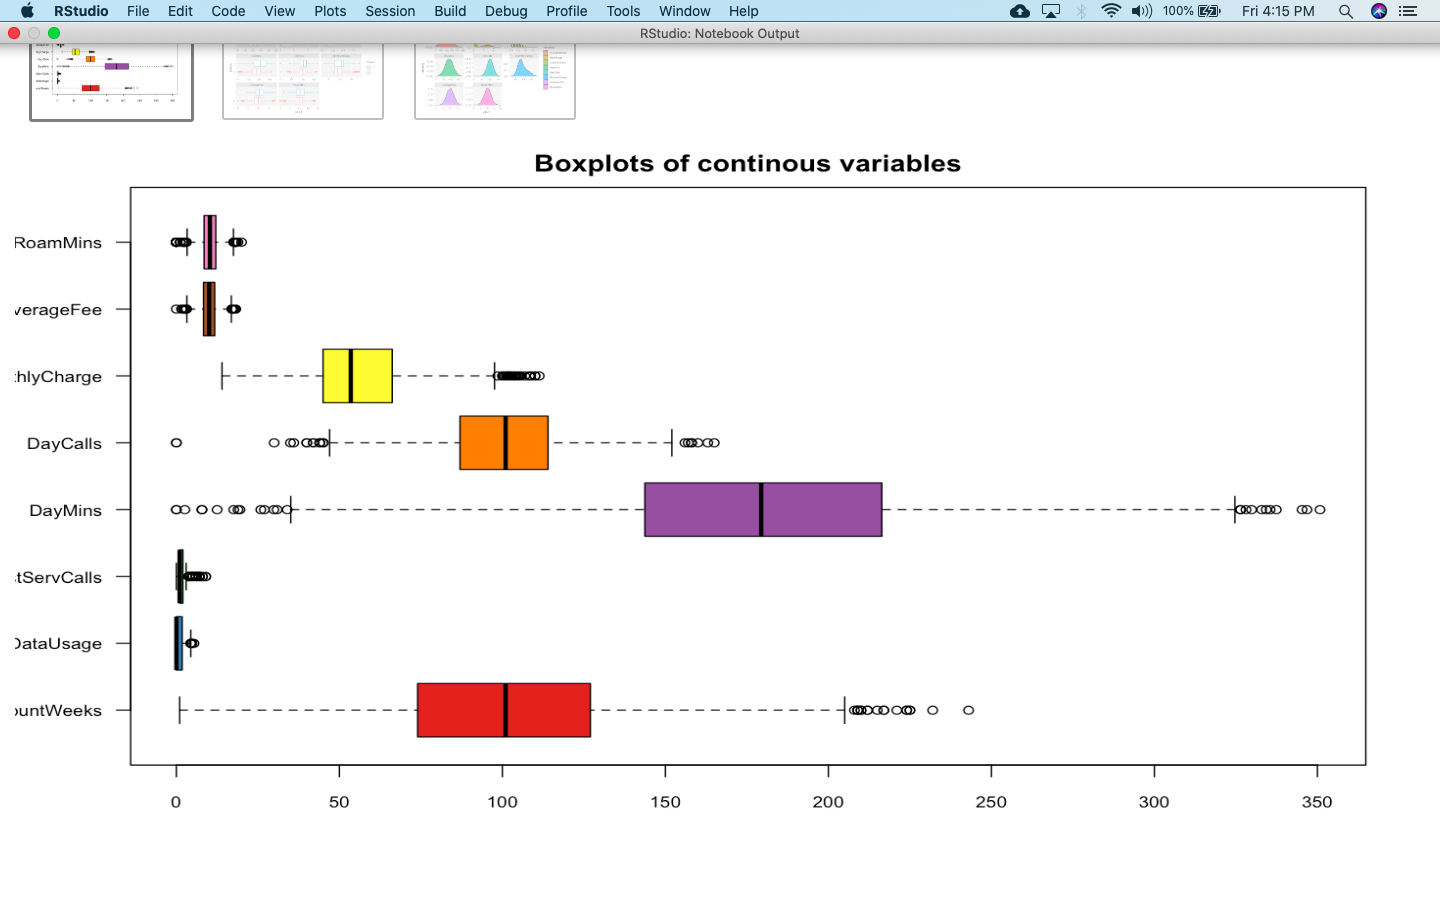 RStudio File Edit Code View Plots Session Build Debug Profile Tools Window Help 100% Fri 4:15 PM
RStudio: Notebook Output
Boxplots of continous variables
RoamMins
verageFee
thlyCharge
DayCalls
DayMins
tServCalls
DataUsage
ountWeeks
0 50 100 150 200 250 300 350